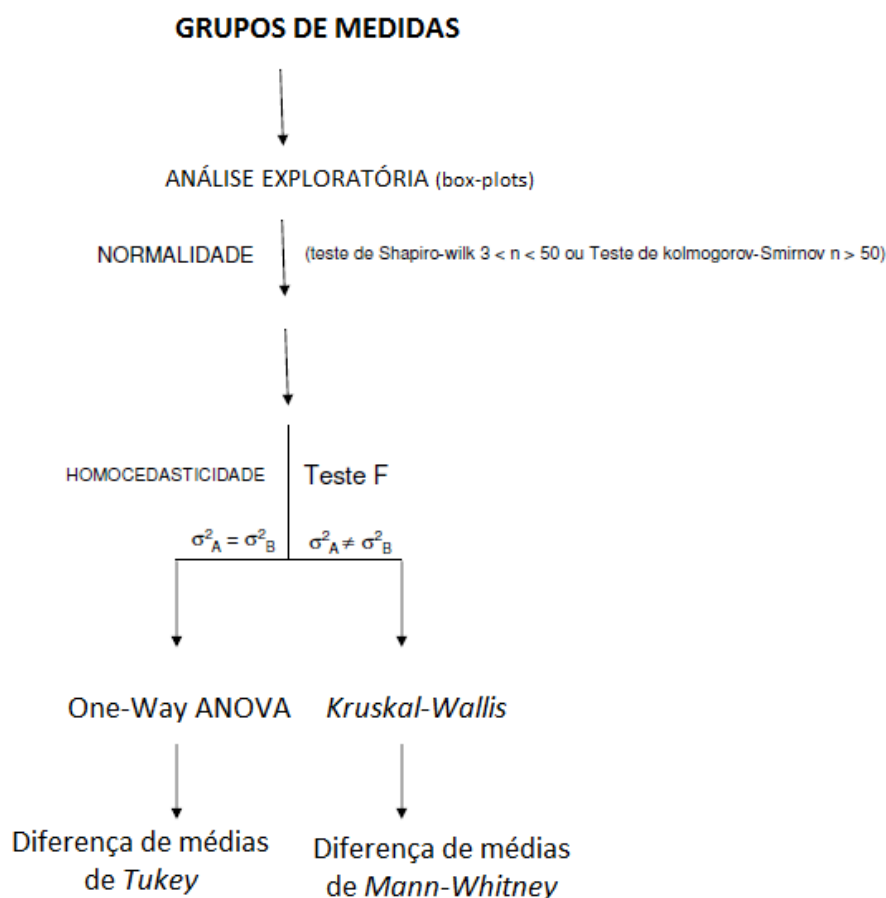 GRUPOS DE MEDIDAS
ANÁLISE EXPLORATÓRIA (box-plots)
NORMALIDADE (teste de Shapiro-wilk 3 < n < 50 ou Teste de kolmogorov-Smirnov n > 50)
HOMOCEDASTICIDADE Teste F
σ²A = σ²B σ²A ≠ σ²B
One-Way ANOVA Kruskal-Wallis
Diferença de médias
de Tukey
Diferença de médias
de Mann-Whitney